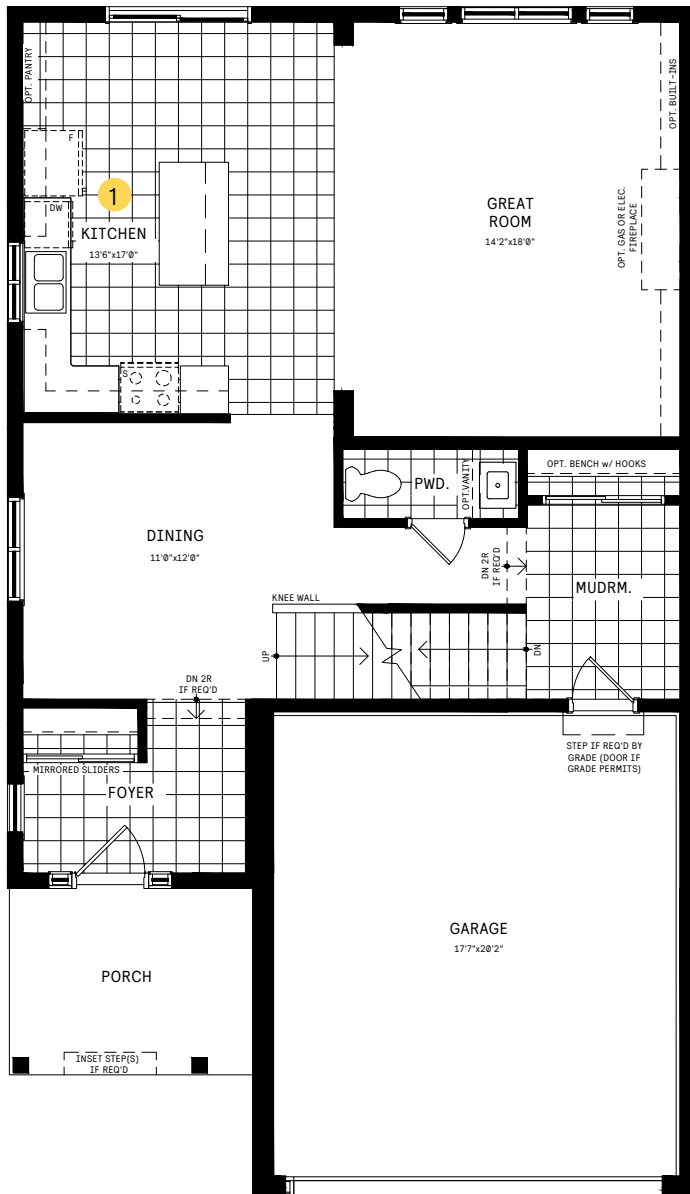 OPT. PANTRY
F
DW
1
KITCHEN
13'6"x17'0"
S
GREAT
ROOM
14'2"x18'0"
OPT. BUILT-INS
OPT. GAS OR ELEC.
FIREPLACE
PWD.
OPT.VANITY
OPT. BENCH w/ HOOKS
DINING
11'0"x12'0"
DN 2R
IF REQ'D
MUDRM.
KNEE WALL
UP
DN
DN 2R
IF REQ'D
MIRRORED SLIDERS
FOYER
STEP IF REQ'D BY
GRADE (DOOR IF
GRADE PERMITS)
GARAGE
17'7"x20'2"
PORCH
INSET STEP(S)
IF REQ'D